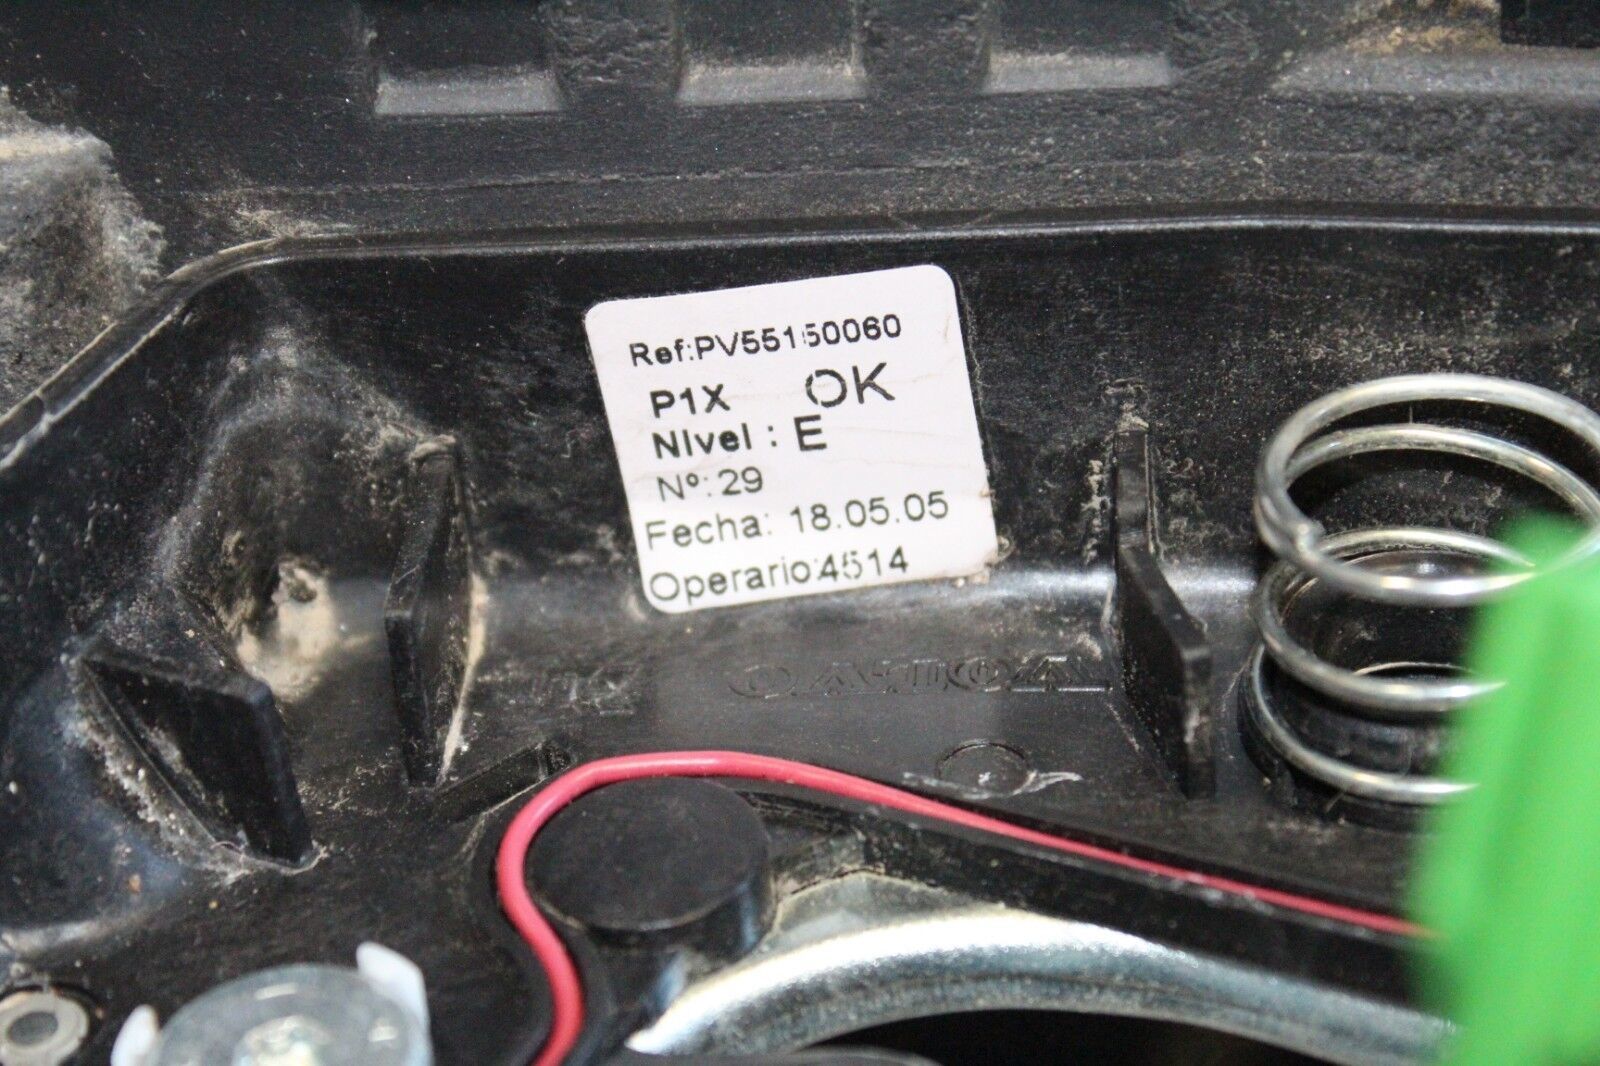 Ref:PV55150060
P1X OK
Nivel : E
Nº: 29
Fecha: 18.05.05
Operario:4514